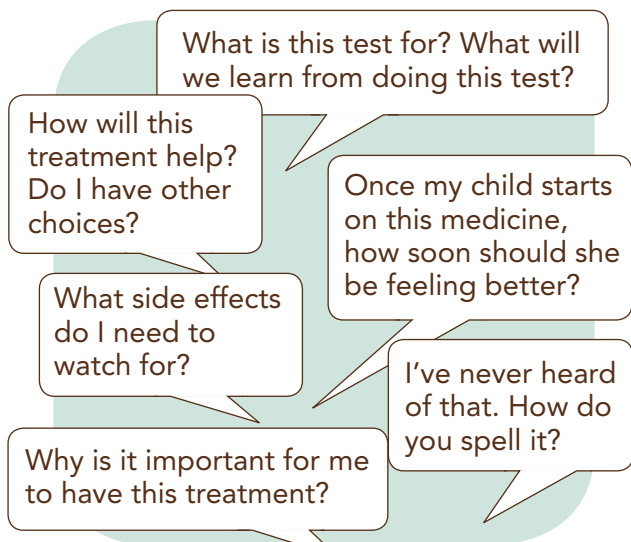 What is this test for? What will
we learn from doing this test?
How will this
treatment help?
Do I have other
choices?
Once my child starts
on this medicine,
how soon should she
be feeling better?
What side effects
do I need to
watch for?
I’ve never heard
of that. How do
you spell it?
Why is it important for me
to have this treatment?